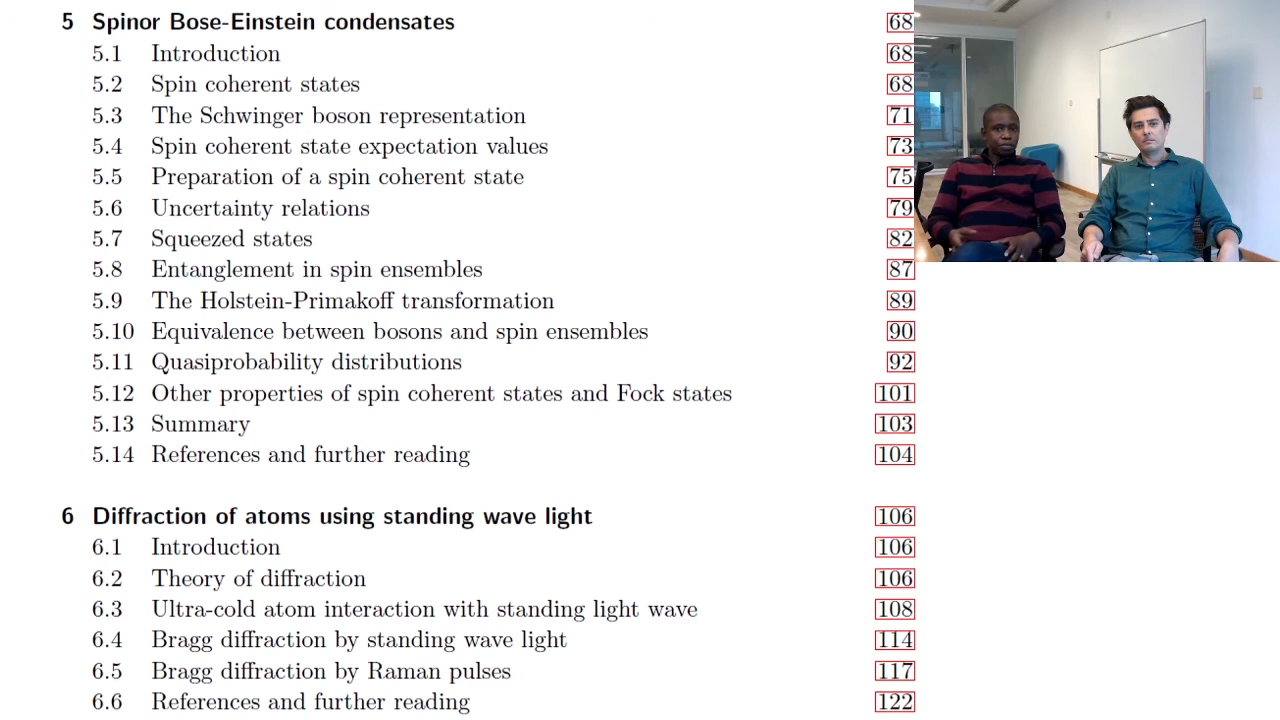 5 Spinor Bose-Einstein condensates 68
5.1 Introduction 68
5.2 Spin coherent states 68
5.3 The Schwinger boson representation 71
5.4 Spin coherent state expectation values 73
5.5 Preparation of a spin coherent state 75
5.6 Uncertainty relations 79
5.7 Squeezed states 82
5.8 Entanglement in spin ensembles 87
5.9 The Holstein-Primakoff transformation 89
5.10 Equivalence between bosons and spin ensembles 90
5.11 Quasiprobability distributions 92
5.12 Other properties of spin coherent states and Fock states 101
5.13 Summary 103
5.14 References and further reading 104
6 Diffraction of atoms using standing wave light 106
6.1 Introduction 106
6.2 Theory of diffraction 106
6.3 Ultra-cold atom interaction with standing light wave 108
6.4 Bragg diffraction by standing wave light 114
6.5 Bragg diffraction by Raman pulses 117
6.6 References and further reading 122